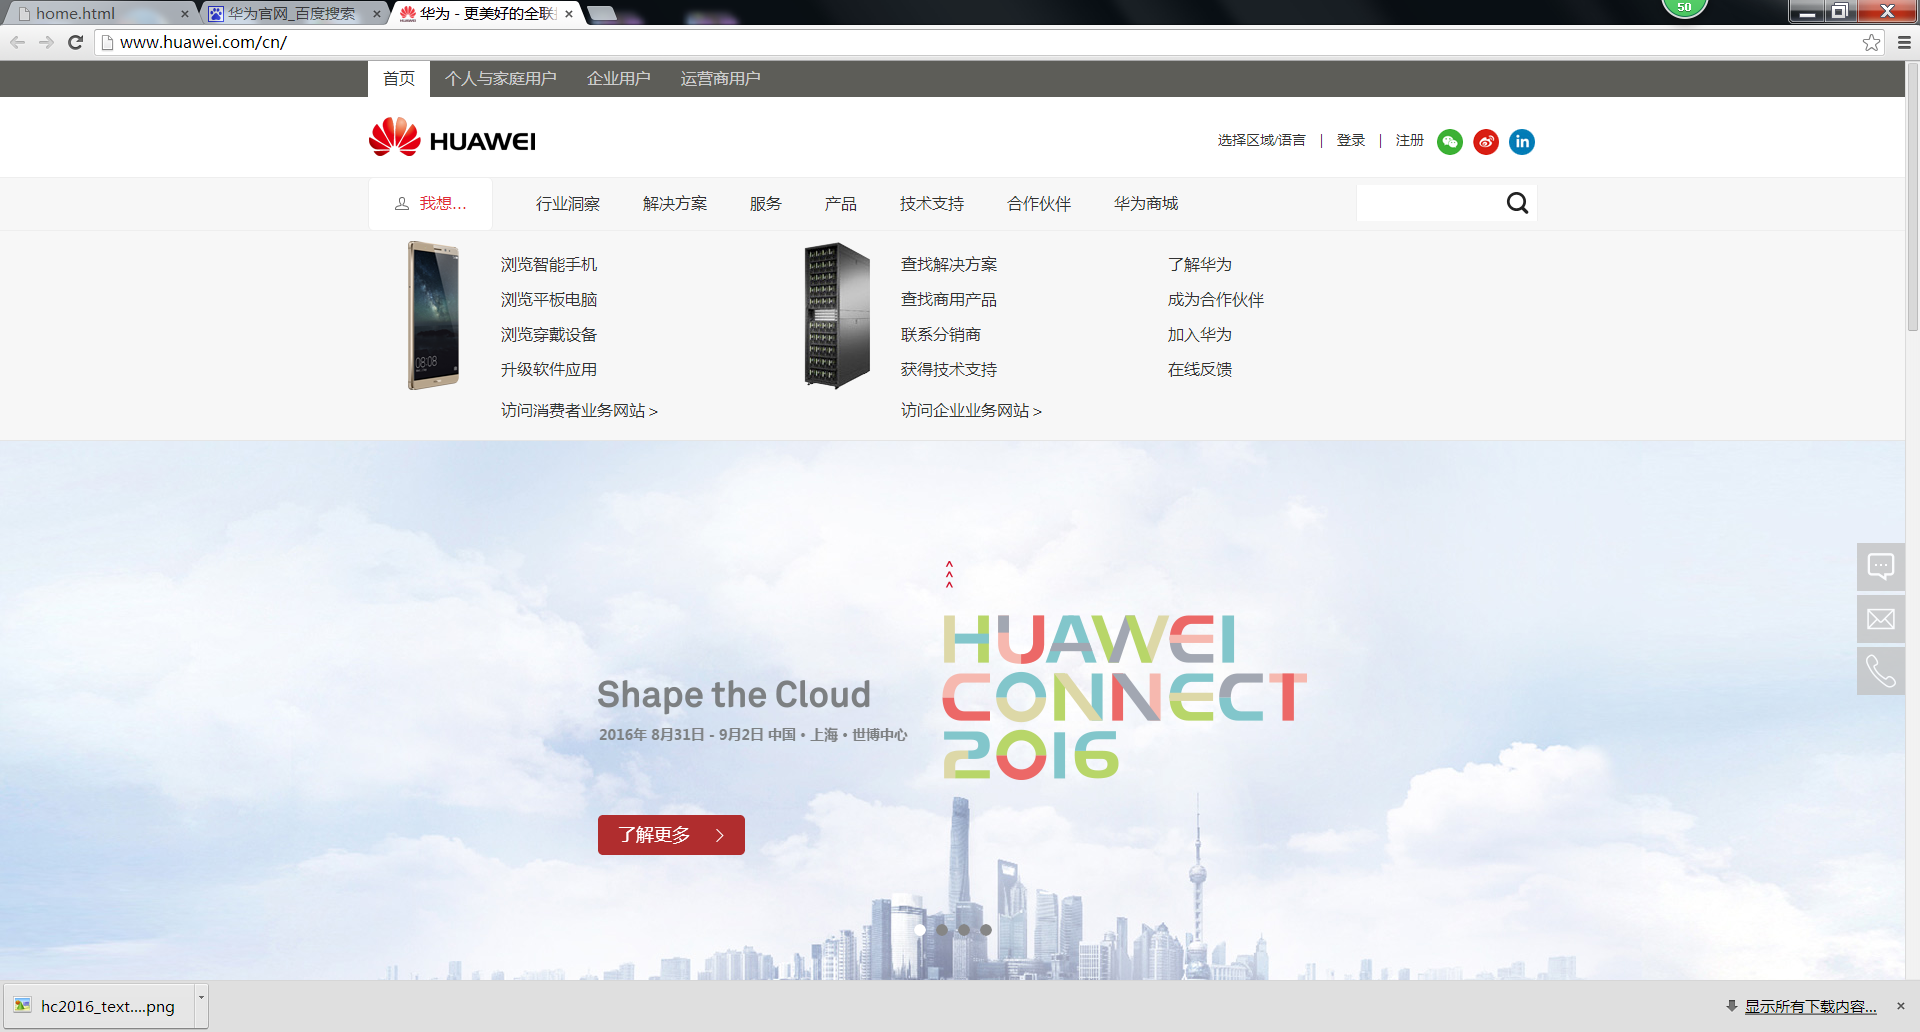 home.html
华为官网_百度搜索
华为 - 更美好的全联
50
www.huawei.com/cn/
首页 个人与家庭用户 企业用户 运营商用户
HUAWEI
选择区域/语言 | 登录 | 注册
in
我想... 行业洞察 解决方案 服务 产品 技术支持 合作伙伴 华为商城
08:08
浏览智能手机
浏览平板电脑
浏览穿戴设备
升级软件应用
访问消费者业务网站 >
查找解决方案
查找商用产品
联系分销商
获得技术支持
访问企业业务网站 >
了解华为
成为合作伙伴
加入华为
在线反馈
HUAWEI
CONNECT
2016
Shape the Cloud
2016年 8月31日 - 9月2日 中国·上海·世博中心
了解更多 >
hc2016_text....png
显示所有下载内容...